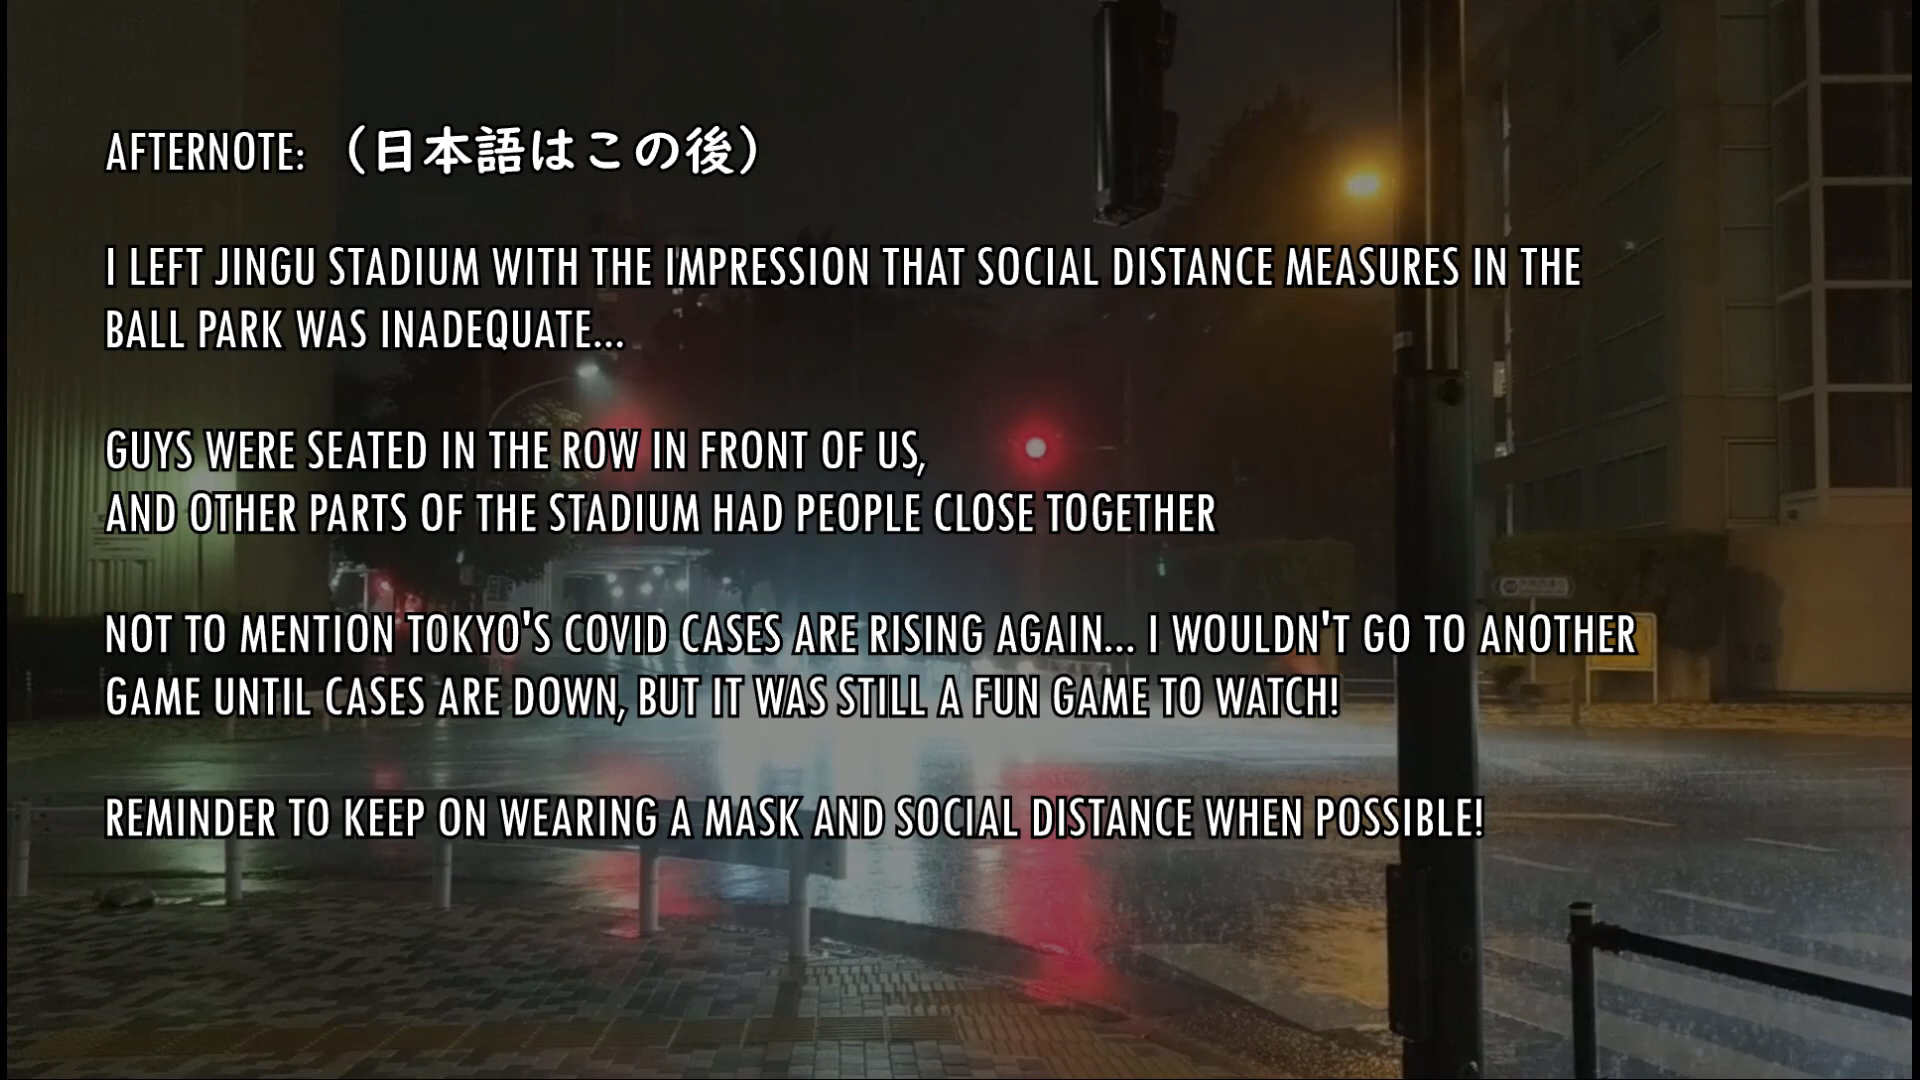 AFTERNOTE: （日本語はこの後）
I LEFT JINGU STADIUM WITH THE IMPRESSION THAT SOCIAL DISTANCE MEASURES IN THE
BALL PARK WAS INADEQUATE...
GUYS WERE SEATED IN THE ROW IN FRONT OF US,
AND OTHER PARTS OF THE STADIUM HAD PEOPLE CLOSE TOGETHER
NOT TO MENTION TOKYO'S COVID CASES ARE RISING AGAIN... I WOULDN'T GO TO ANOTHER
GAME UNTIL CASES ARE DOWN, BUT IT WAS STILL A FUN GAME TO WATCH!
REMINDER TO KEEP ON WEARING A MASK AND SOCIAL DISTANCE WHEN POSSIBLE!